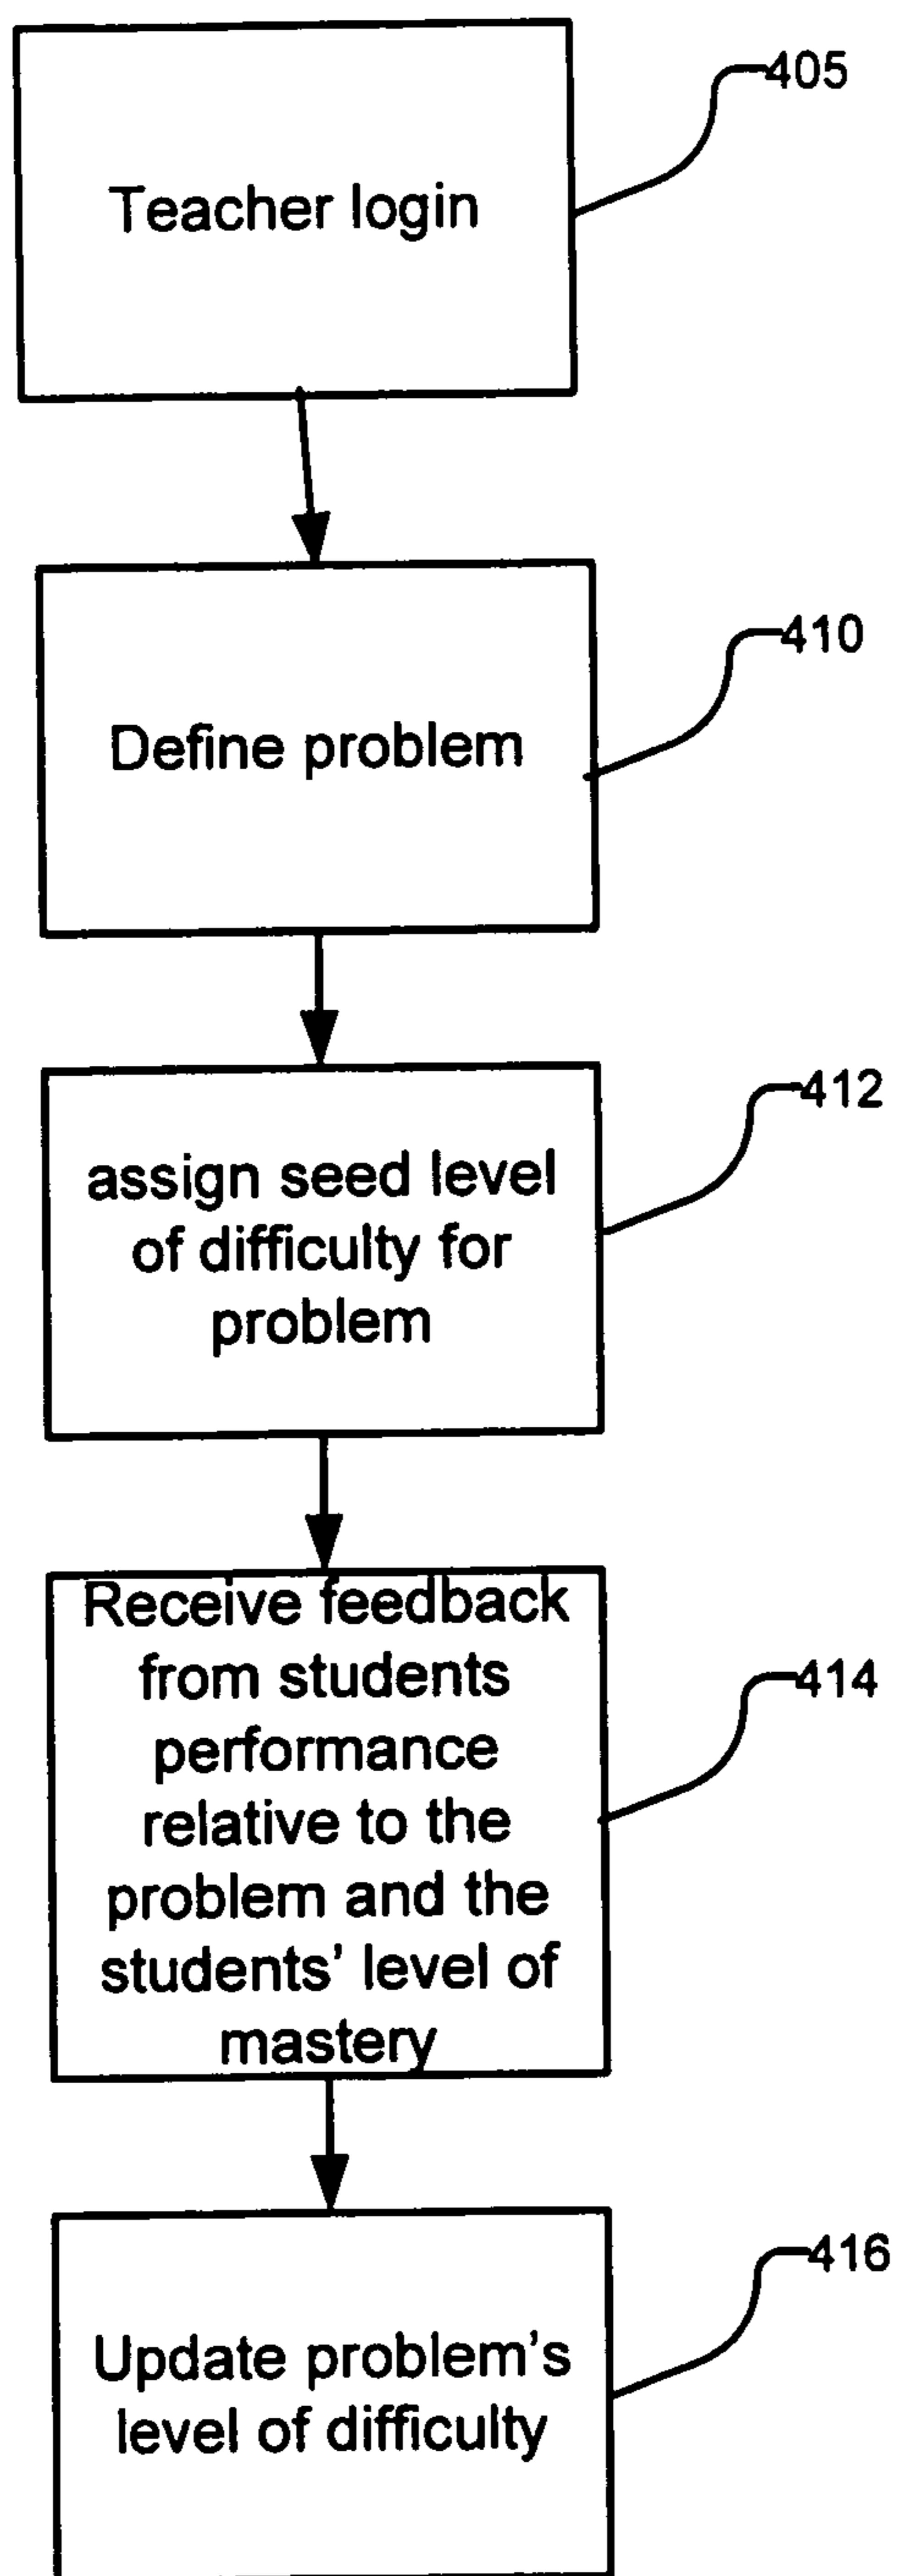 405
Teacher login
410
Define problem
412
assign seed level
of difficulty for
problem
Receive feedback
from students
414
performance
relative to the
problem and the
students’ level of
mastery
416
Update problem’s
level of difficulty